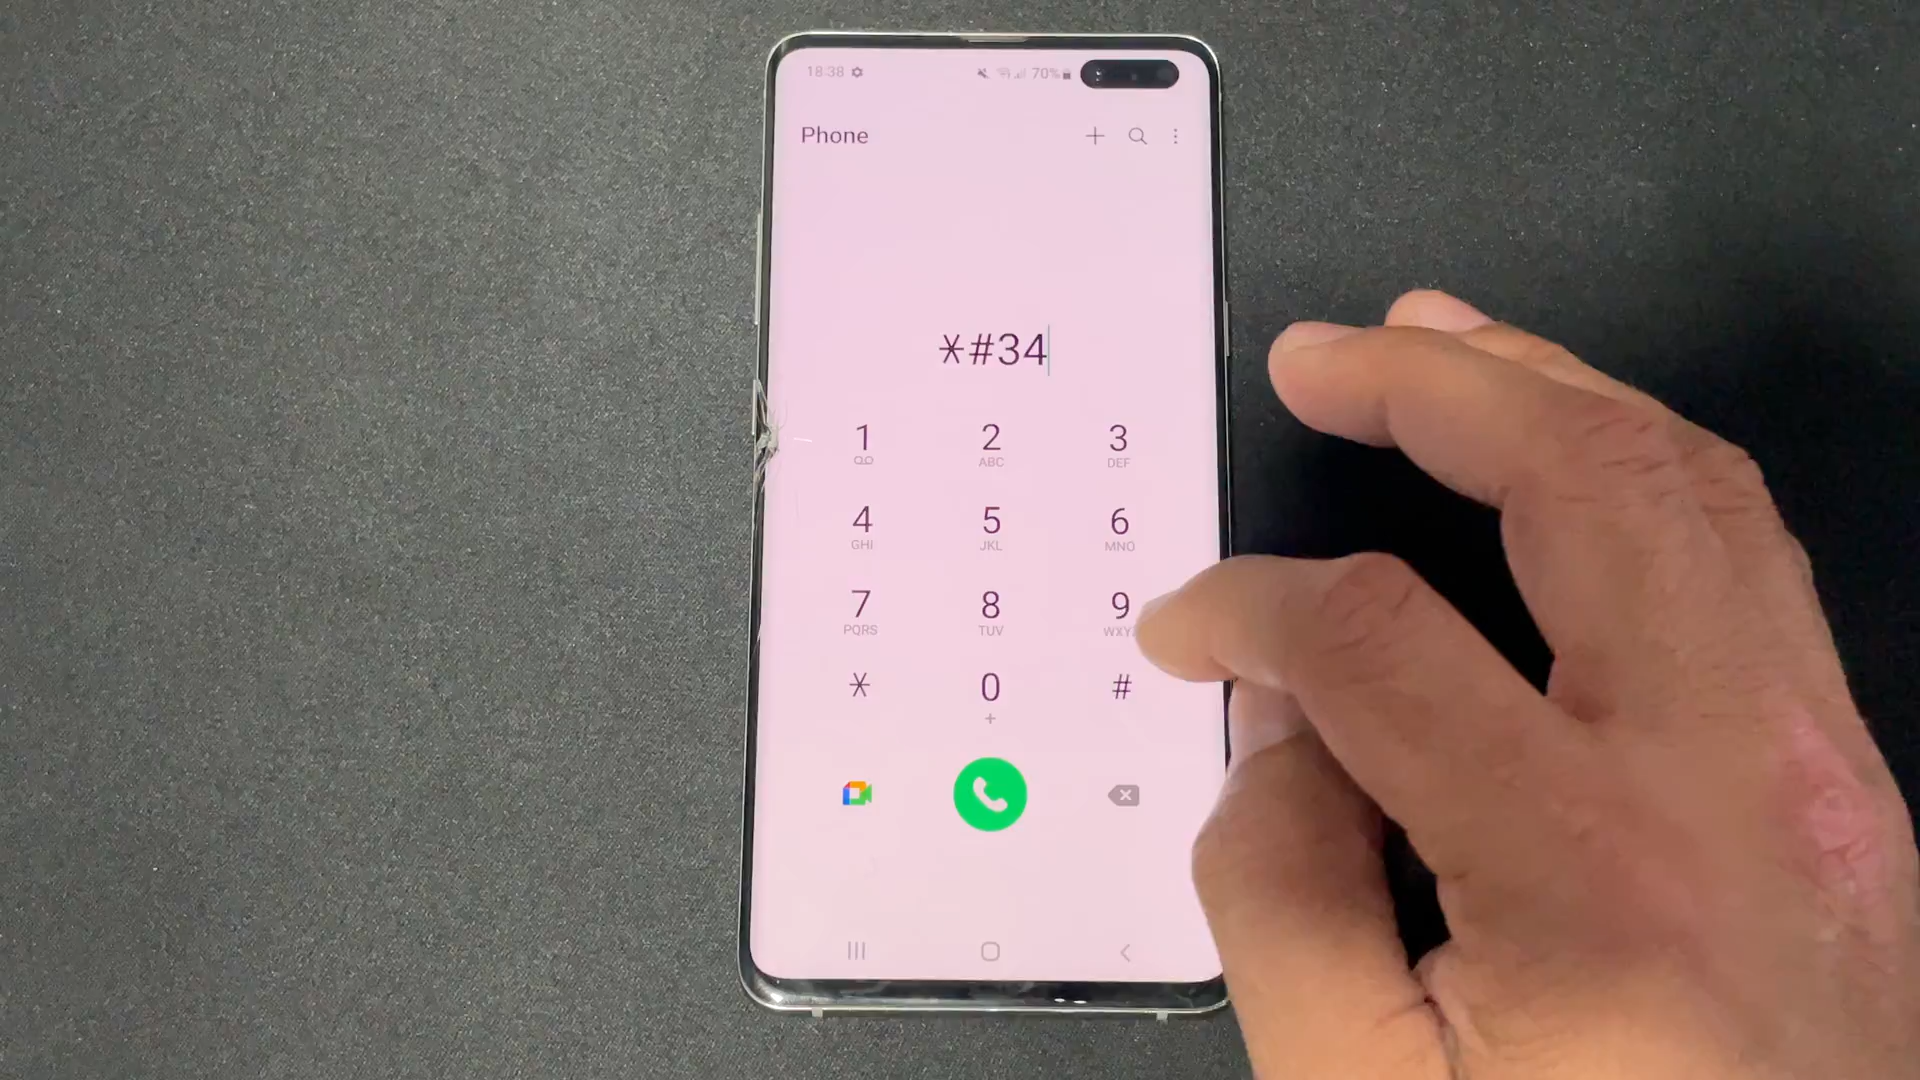 18:38 70%
Phone
*#34
1 2 3
ABC DEF
4 5 6
GHI JKL MNO
7 8 9
PQRS TUV WXYZ
* 0 #
+